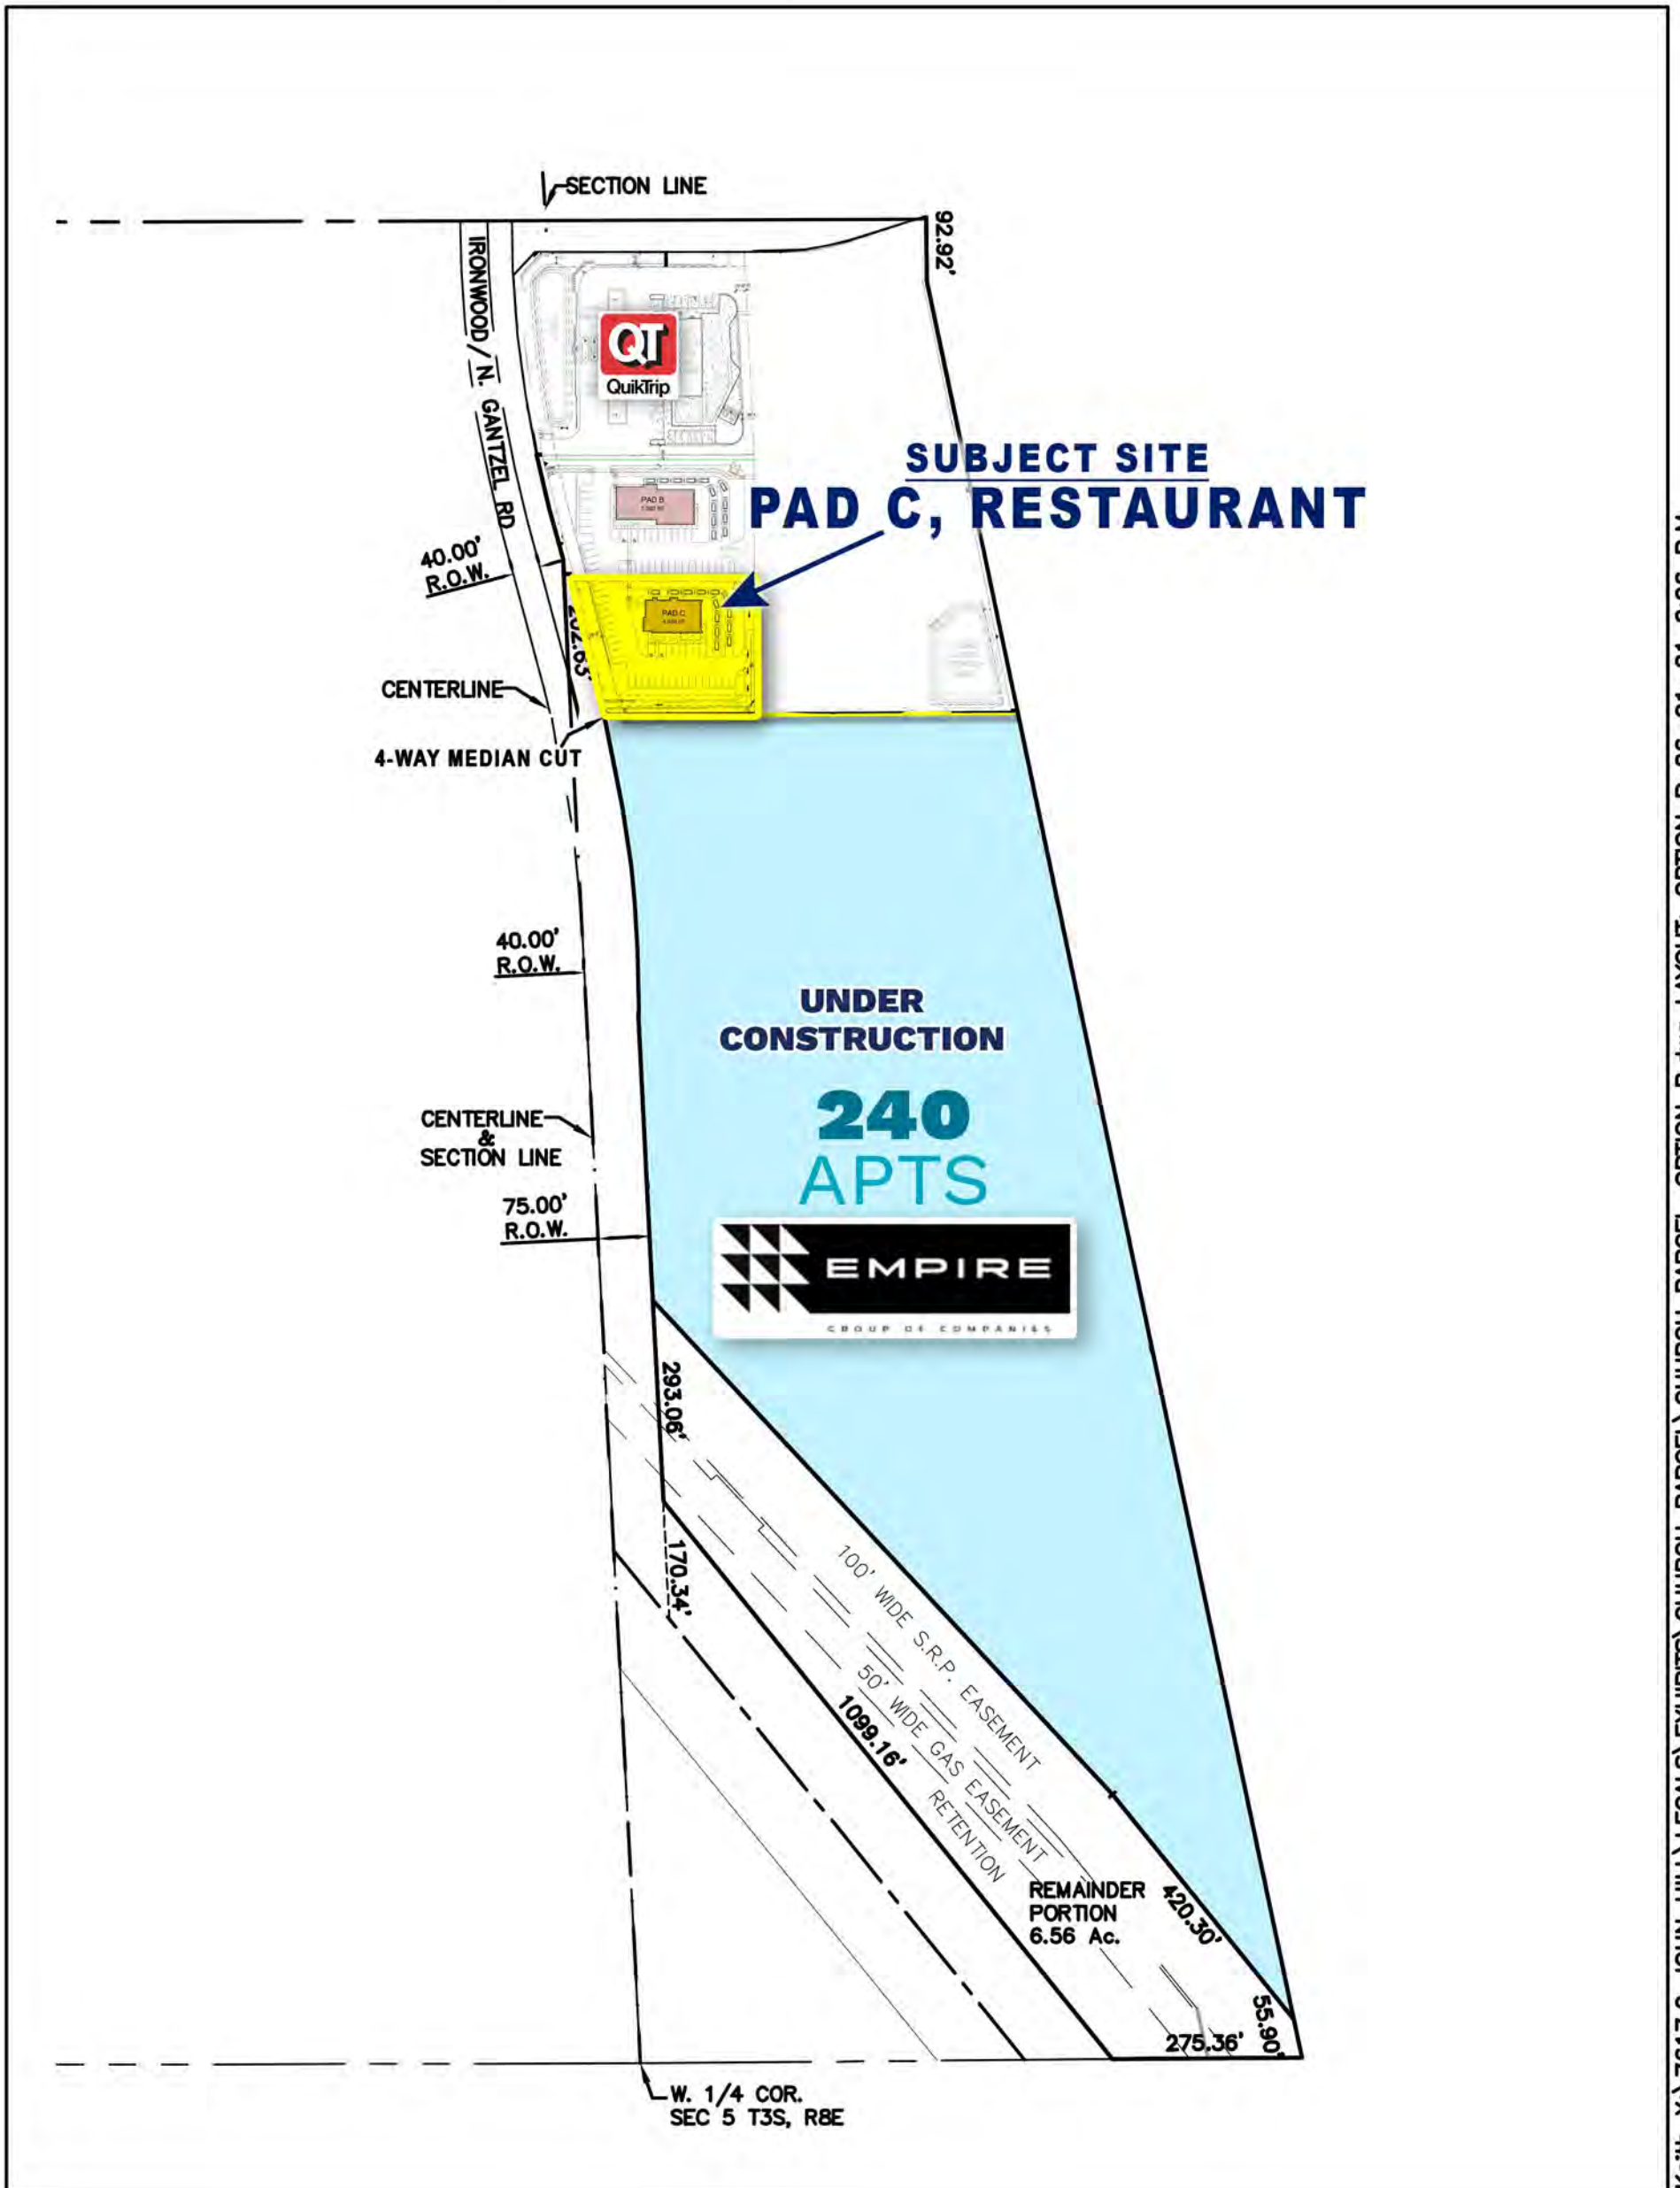 SECTION LINE
92.92'
IRONWOOD/ N. GANTZEL RD
QT
QuikTrip
SUBJECT SITE
PAD C, RESTAURANT
PAD B
40.00'
R.O.W.
PAD C
202.63'
CENTERLINE
4-WAY MEDIAN CUT
40.00'
R.O.W.
UNDER
CONSTRUCTION
240
APTS
CENTERLINE
&
SECTION LINE
75.00'
R.O.W.
EMPIRE
GROUP OF COMPANIES
293.06'
170.34'
100' WIDE S.R.P. EASEMENT
50' WIDE GAS EASEMENT
RETENTION
1099.16'
REMAINDER
PORTION
6.56 Ac.
420.30'
55.90'
275.36'
W. 1/4 COR.
SEC 5 T3S, R8E